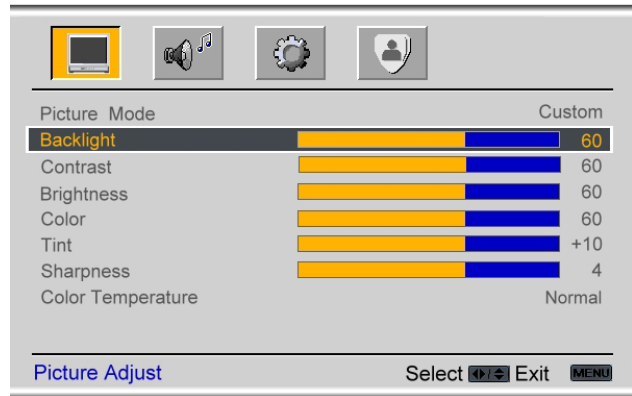 Picture Mode Custom
Backlight 60
Contrast 60
Brightness 60
Color 60
Tint +10
Sharpness 4
Color Temperature Normal
Picture Adjust Select Exit MENU